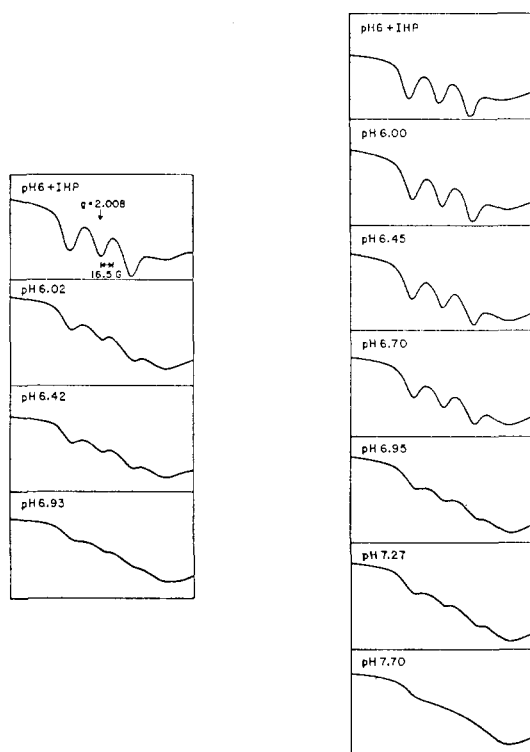 pH6+IHP
g=2.008
16.5 G
pH 6.02
pH 6.42
pH 6.93
pH6+IHP
pH 6.00
pH 6.45
pH 6.70
pH 6.95
pH 7.27
pH 7.70